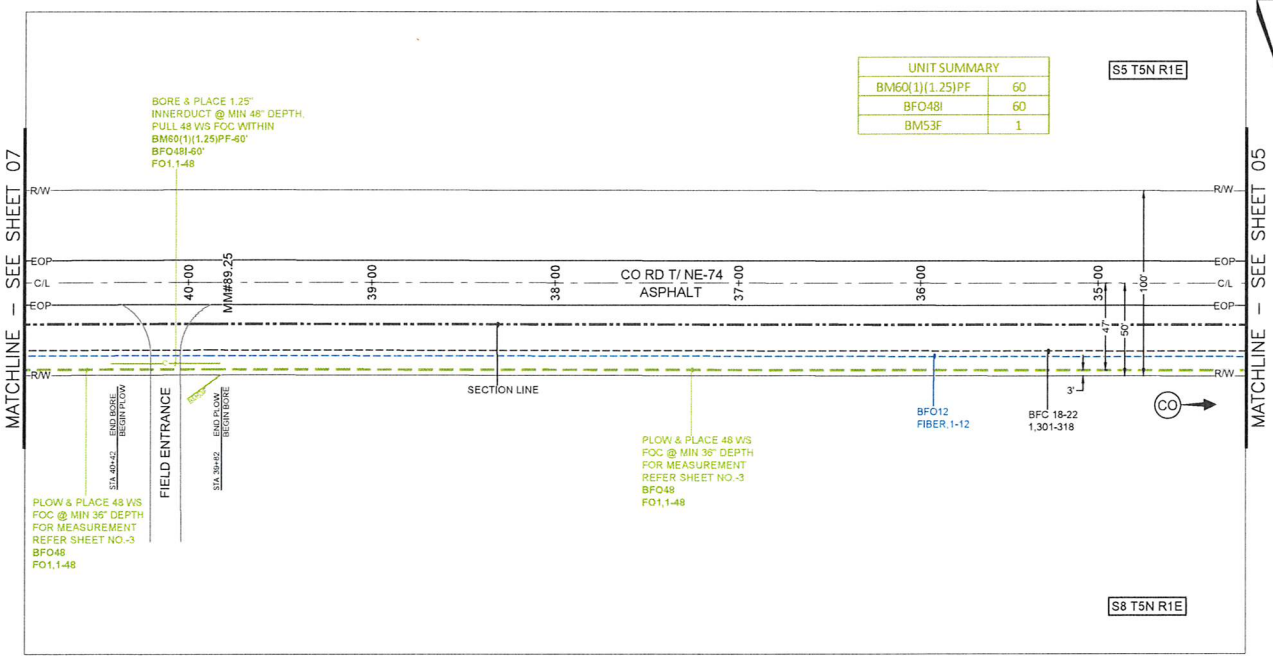 S5 T5N R1E
UNIT SUMMARY
BM60(1)(1.25)PF 60
BFO48I 60
BM53F 1
BORE & PLACE 1.25"
INNERDUCT @ MIN 48" DEPTH.
PULL 48 WS FOC WITHIN
BM60(1)(1.25)PF-60'
BFO48I-60'
FO1,1-48
MATCHLINE - SEE SHEET 07
MATCHLINE - SEE SHEET 05
R/W
R/W
EOP
EOP
C/L
C/L
EOP
EOP
R/W
R/W
40+00
MM#89.25
39+00
38+00
CO RD T/ NE-74
ASPHALT
37+00
36+00
35+00
47'
50'
100'
3'
SECTION LINE
BFO12
FIBER,1-12
BFC 18-22
1,301-318
CO
STA 40+42
END BORE
BEGIN PLOW
FIELD ENTRANCE
STA 39+82
END PLOW
BEGIN BORE
PLOW & PLACE 48 WS
FOC @ MIN 36" DEPTH
FOR MEASUREMENT
REFER SHEET NO.-3
BFO48
FO1,1-48
PLOW & PLACE 48 WS
FOC @ MIN 36" DEPTH
FOR MEASUREMENT
REFER SHEET NO.-3
BFO48
FO1,1-48
S8 T5N R1E